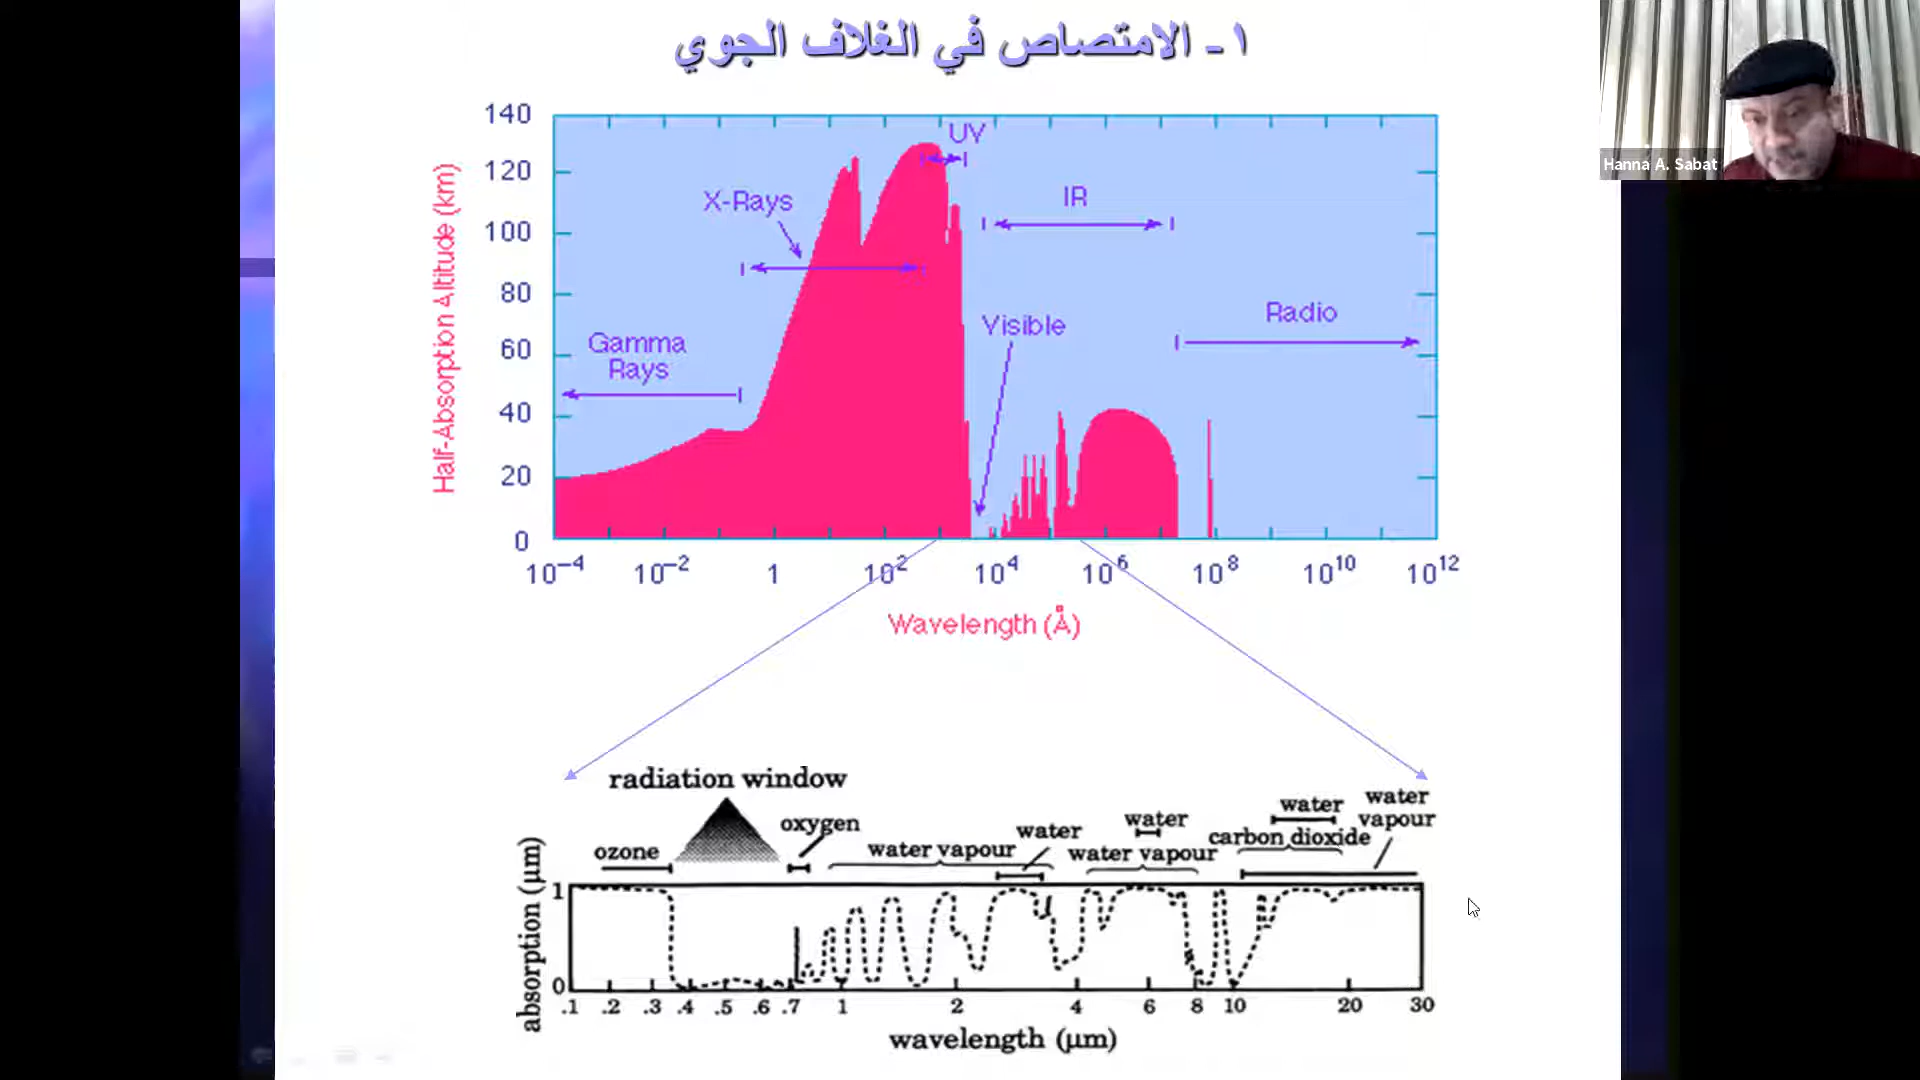 ١ - الامتصاص في الغلاف الجوي
Hanna A. Sabat
140
120
100
80
60
40
20
0
Half-Absorption Altitude (km)
UV
X-Rays
IR
Gamma
Rays
Visible
Radio
10⁻⁴ 10⁻² 1 10² 10⁴ 10⁶ 10⁸ 10¹⁰ 10¹²
Wavelength (Å)
radiation window
ozone
oxygen
water vapour
water
water
water vapour
water
carbon dioxide
water
vapour
absorption (μm)
1
0
.1 .2 .3 .4 .5 .6 .7 1 2 4 6 8 10 20 30
wavelength (μm)